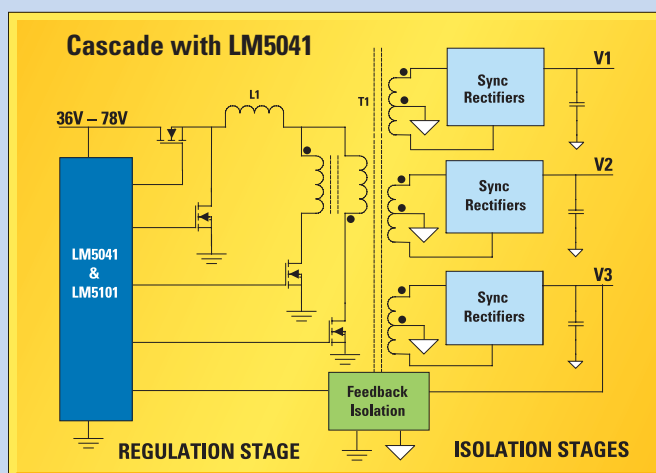 Cascade with LM5041
36V – 78V
L1
T1
V1
Sync
Rectifiers
V2
Sync
Rectifiers
LM5041
&
LM5101
V3
Sync
Rectifiers
Feedback
Isolation
REGULATION STAGE
ISOLATION STAGES